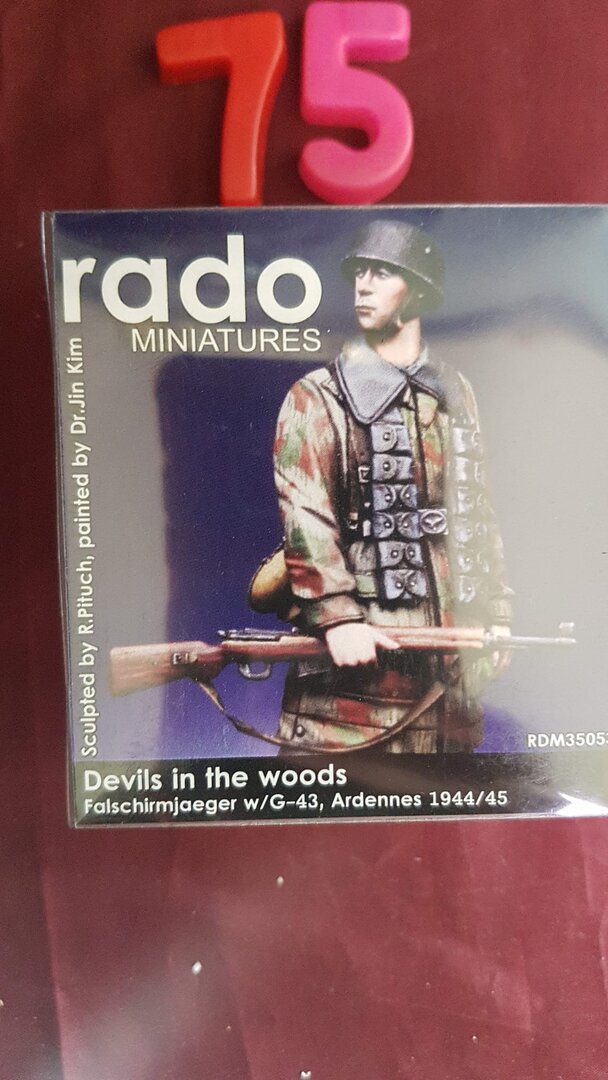 75
rado
MINIATURES
Sculpted by R.Pituch, painted by Dr.Jin Kim
RDM35053
Devils in the woods
Falschirmjaeger w/G-43, Ardennes 1944/45